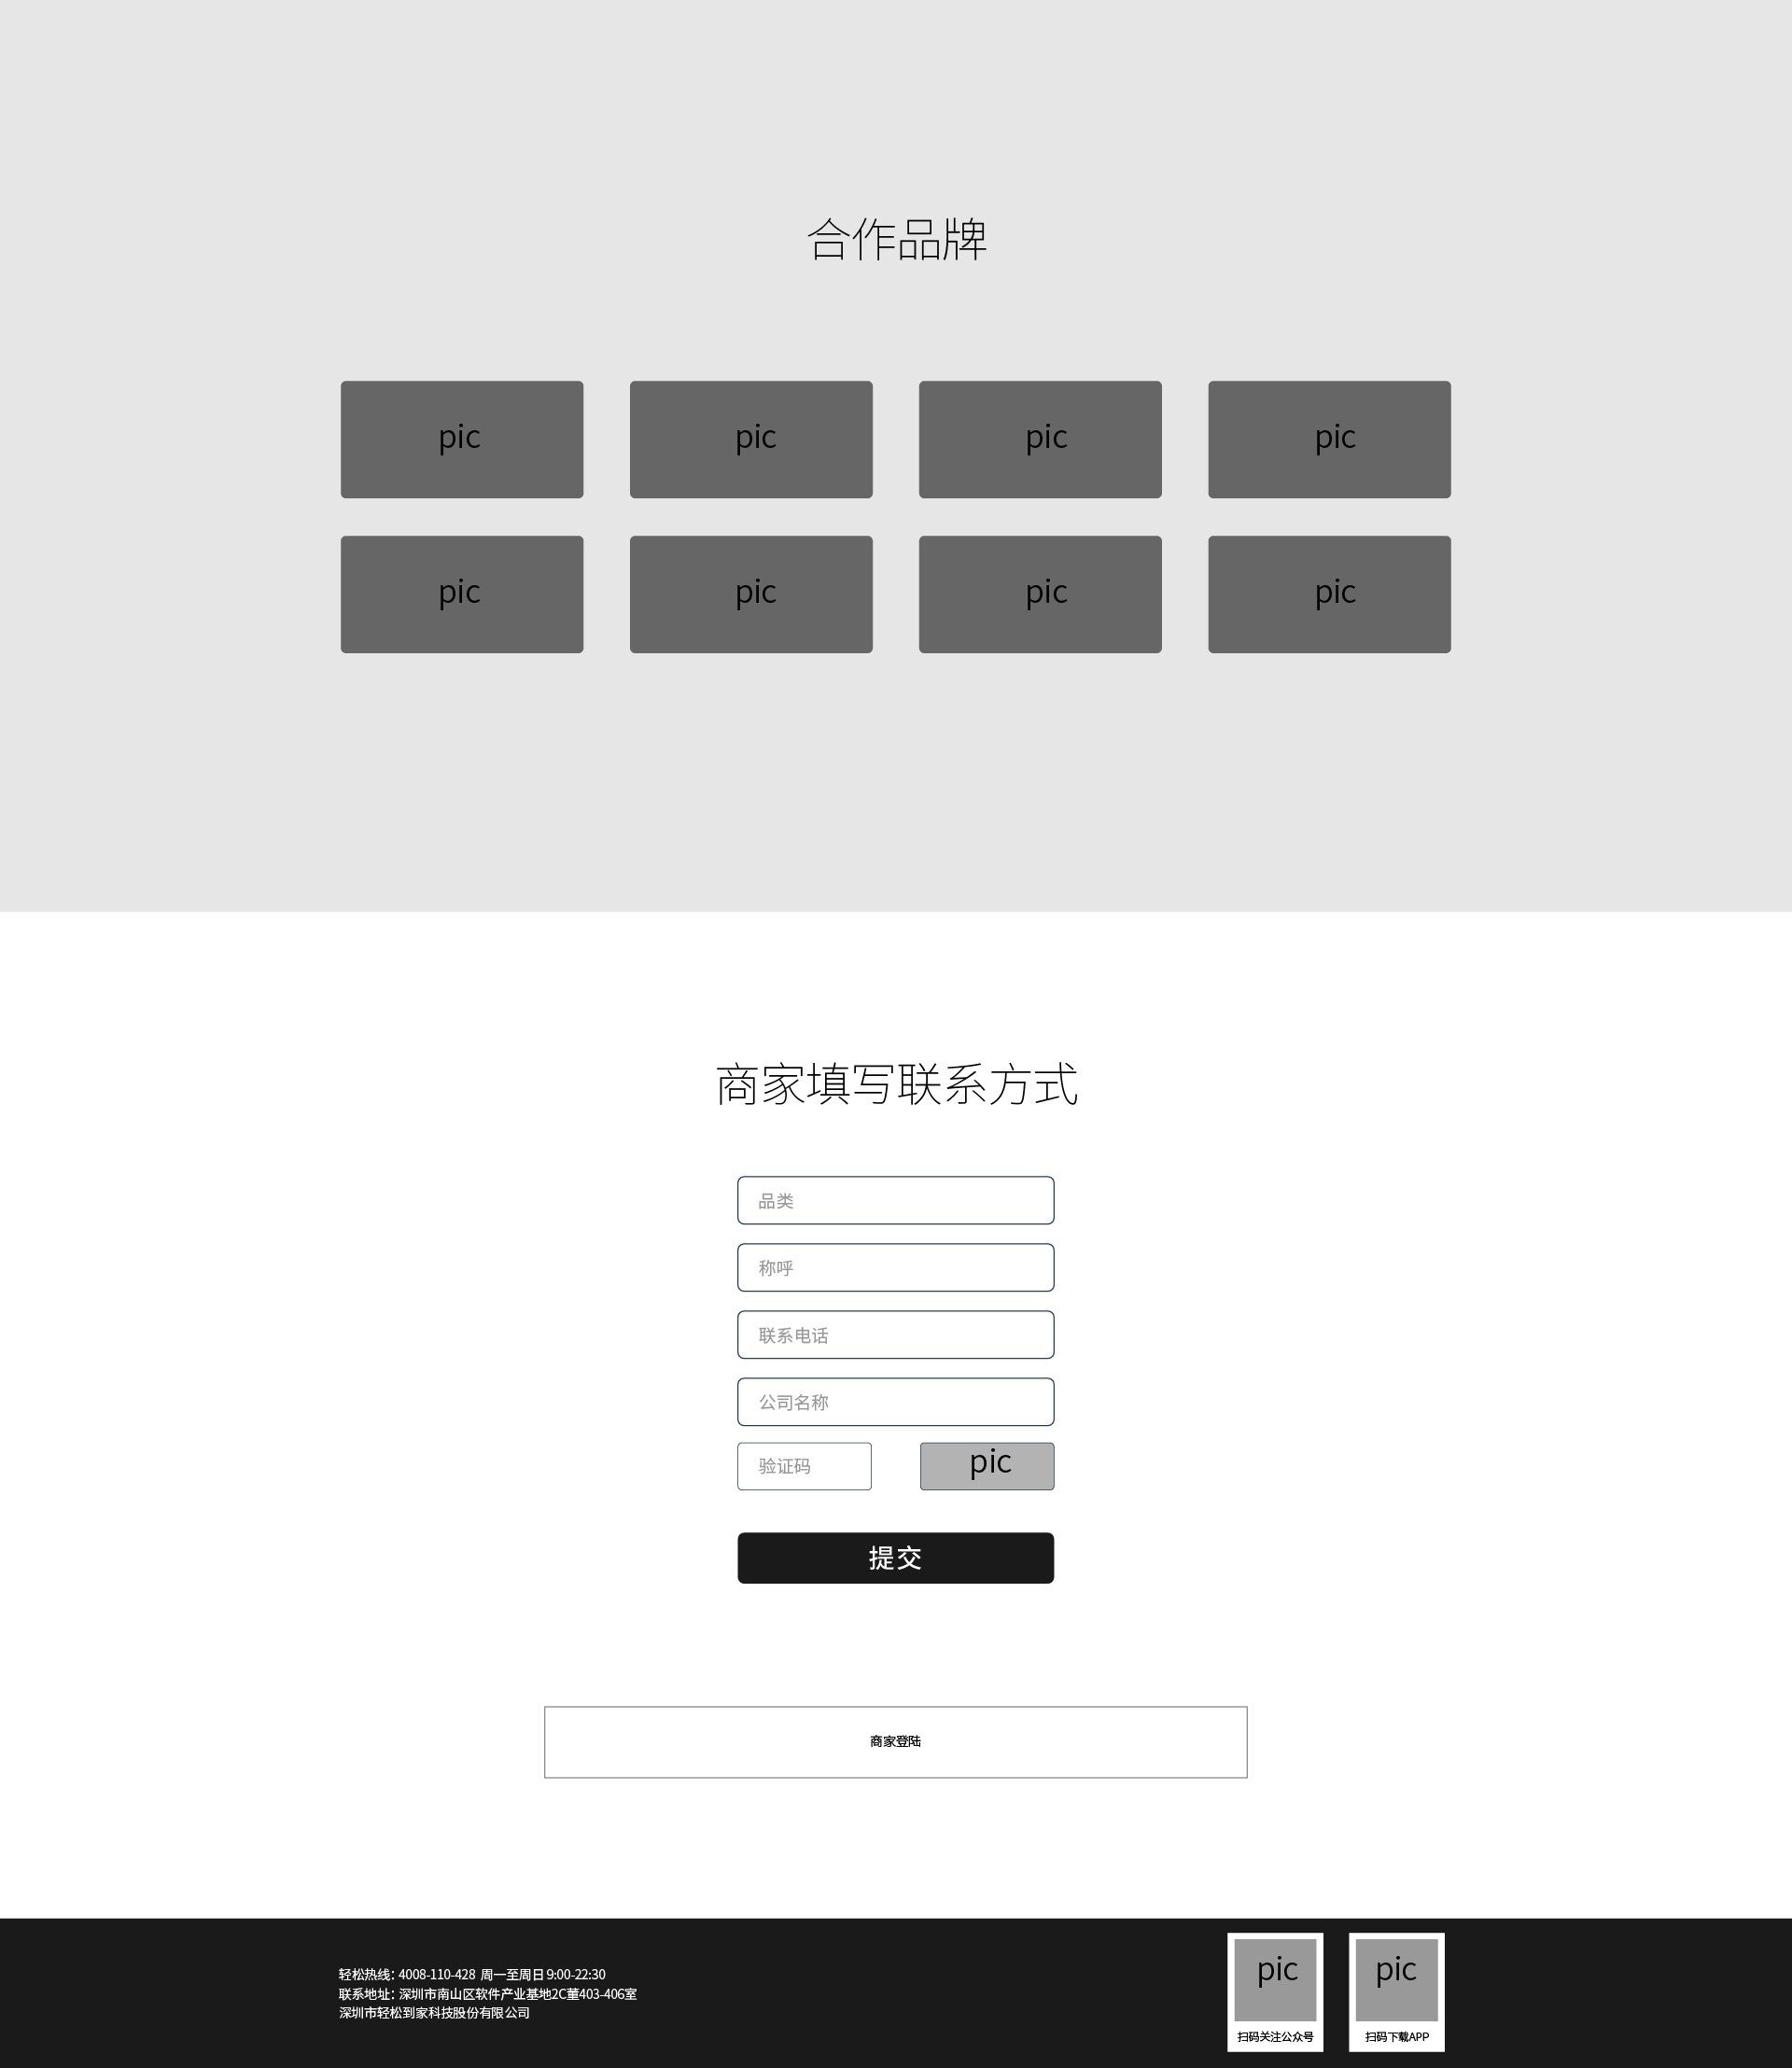 合作品牌
pic pic pic pic
pic pic pic pic
商家填写联系方式
品类
称呼
联系电话
公司名称
验证码 pic
提交
商家登陆
轻松热线：4008-110-428 周一至周日 9:00-22:30
联系地址：深圳市南山区软件产业基地2C董403-406室
深圳市轻松到家科技股份有限公司
pic pic
扫码关注公众号 扫码下载APP